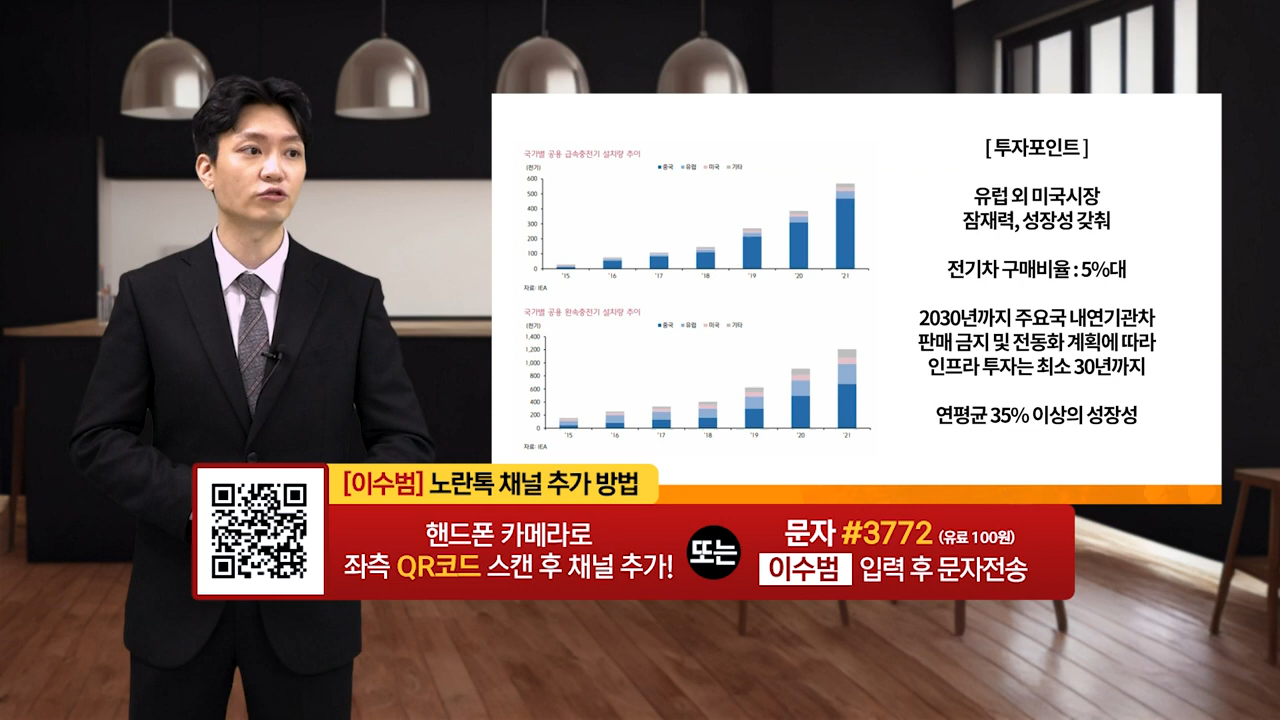 국가별 공용 급속충전기 설치량 추이
(천기)
■중국 ■유럽 ■미국 ■기타
600
500
400
300
200
100
0
'15 '16 '17 '18 '19 '20 '21
자료: IEA
국가별 공용 완속충전기 설치량 추이
(천기)
■중국 ■유럽 ■미국 ■기타
1,400
1,200
1,000
800
600
400
200
0
'15 '16 '17 '18 '19 '20 '21
자료: IEA
[ 투자포인트 ]
유럽 외 미국시장
잠재력, 성장성 갖춰
전기차 구매비율 : 5%대
2030년까지 주요국 내연기관차
판매 금지 및 전동화 계획에 따라
인프라 투자는 최소 30년까지
연평균 35% 이상의 성장성
[이수범] 노란톡 채널 추가 방법
핸드폰 카메라로
좌측 QR코드 스캔 후 채널 추가!
또는
문자 #3772 (유료 100원)
이수범 입력 후 문자전송